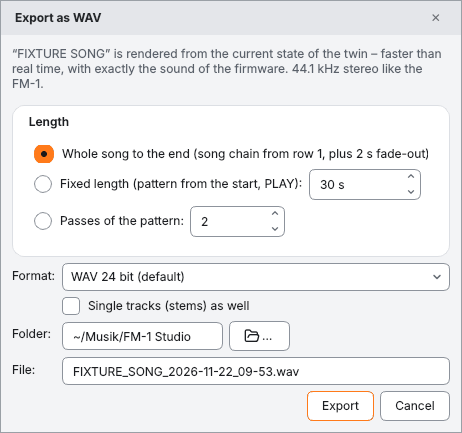 Export as WAV
“FIXTURE SONG” is rendered from the current state of the twin – faster than
real time, with exactly the sound of the firmware. 44.1 kHz stereo like the
FM-1.
Length
Whole song to the end (song chain from row 1, plus 2 s fade-out)
Fixed length (pattern from the start, PLAY): 30 s
Passes of the pattern: 2
Format: WAV 24 bit (default)
Single tracks (stems) as well
Folder: ~/Musik/FM-1 Studio ...
File: FIXTURE_SONG_2026-11-22_09-53.wav
Export Cancel